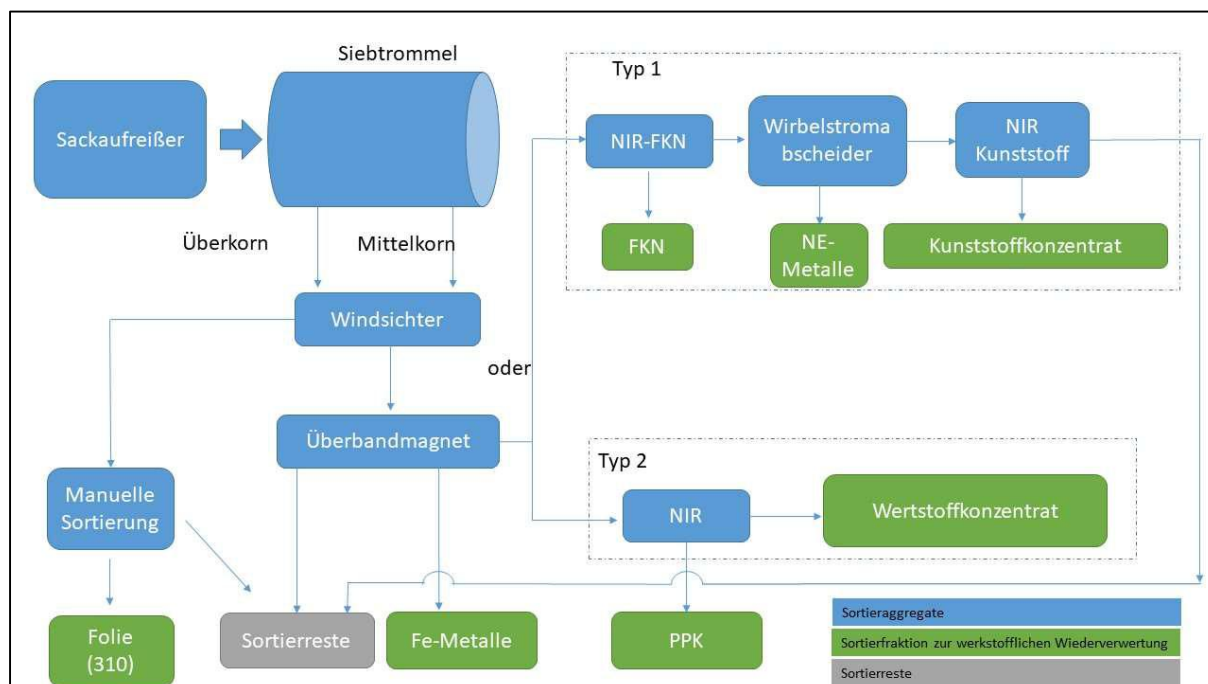 Siebtrommel
Sackaufreißer
Überkorn
Mittelkorn
Windsichter
Überbandmagnet
oder
Manuelle
Sortierung
Folie
(310)
Sortierreste
Fe-Metalle
Typ 1
NIR-FKN
Wirbelstroma
bscheider
NIR
Kunststoff
FKN
NE-
Metalle
Kunststoffkonzentrat
Typ 2
NIR
Wertstoffkonzentrat
PPK
Sortieraggregate
Sortierfraktion zur werkstofflichen Wiederverwertung
Sortierreste